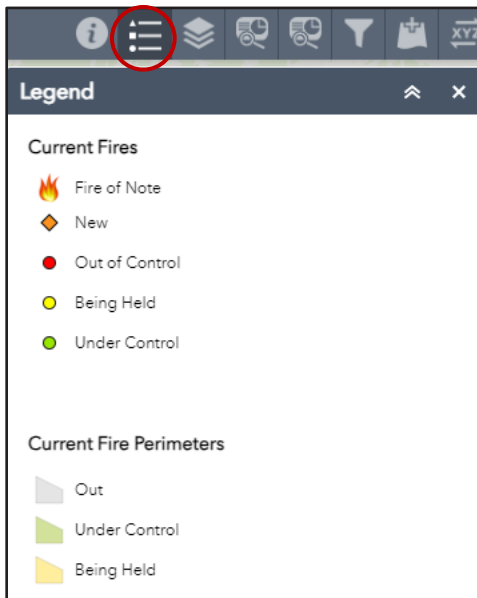 i
XYZ
Legend
Current Fires
Fire of Note
New
Out of Control
Being Held
Under Control
Current Fire Perimeters
Out
Under Control
Being Held